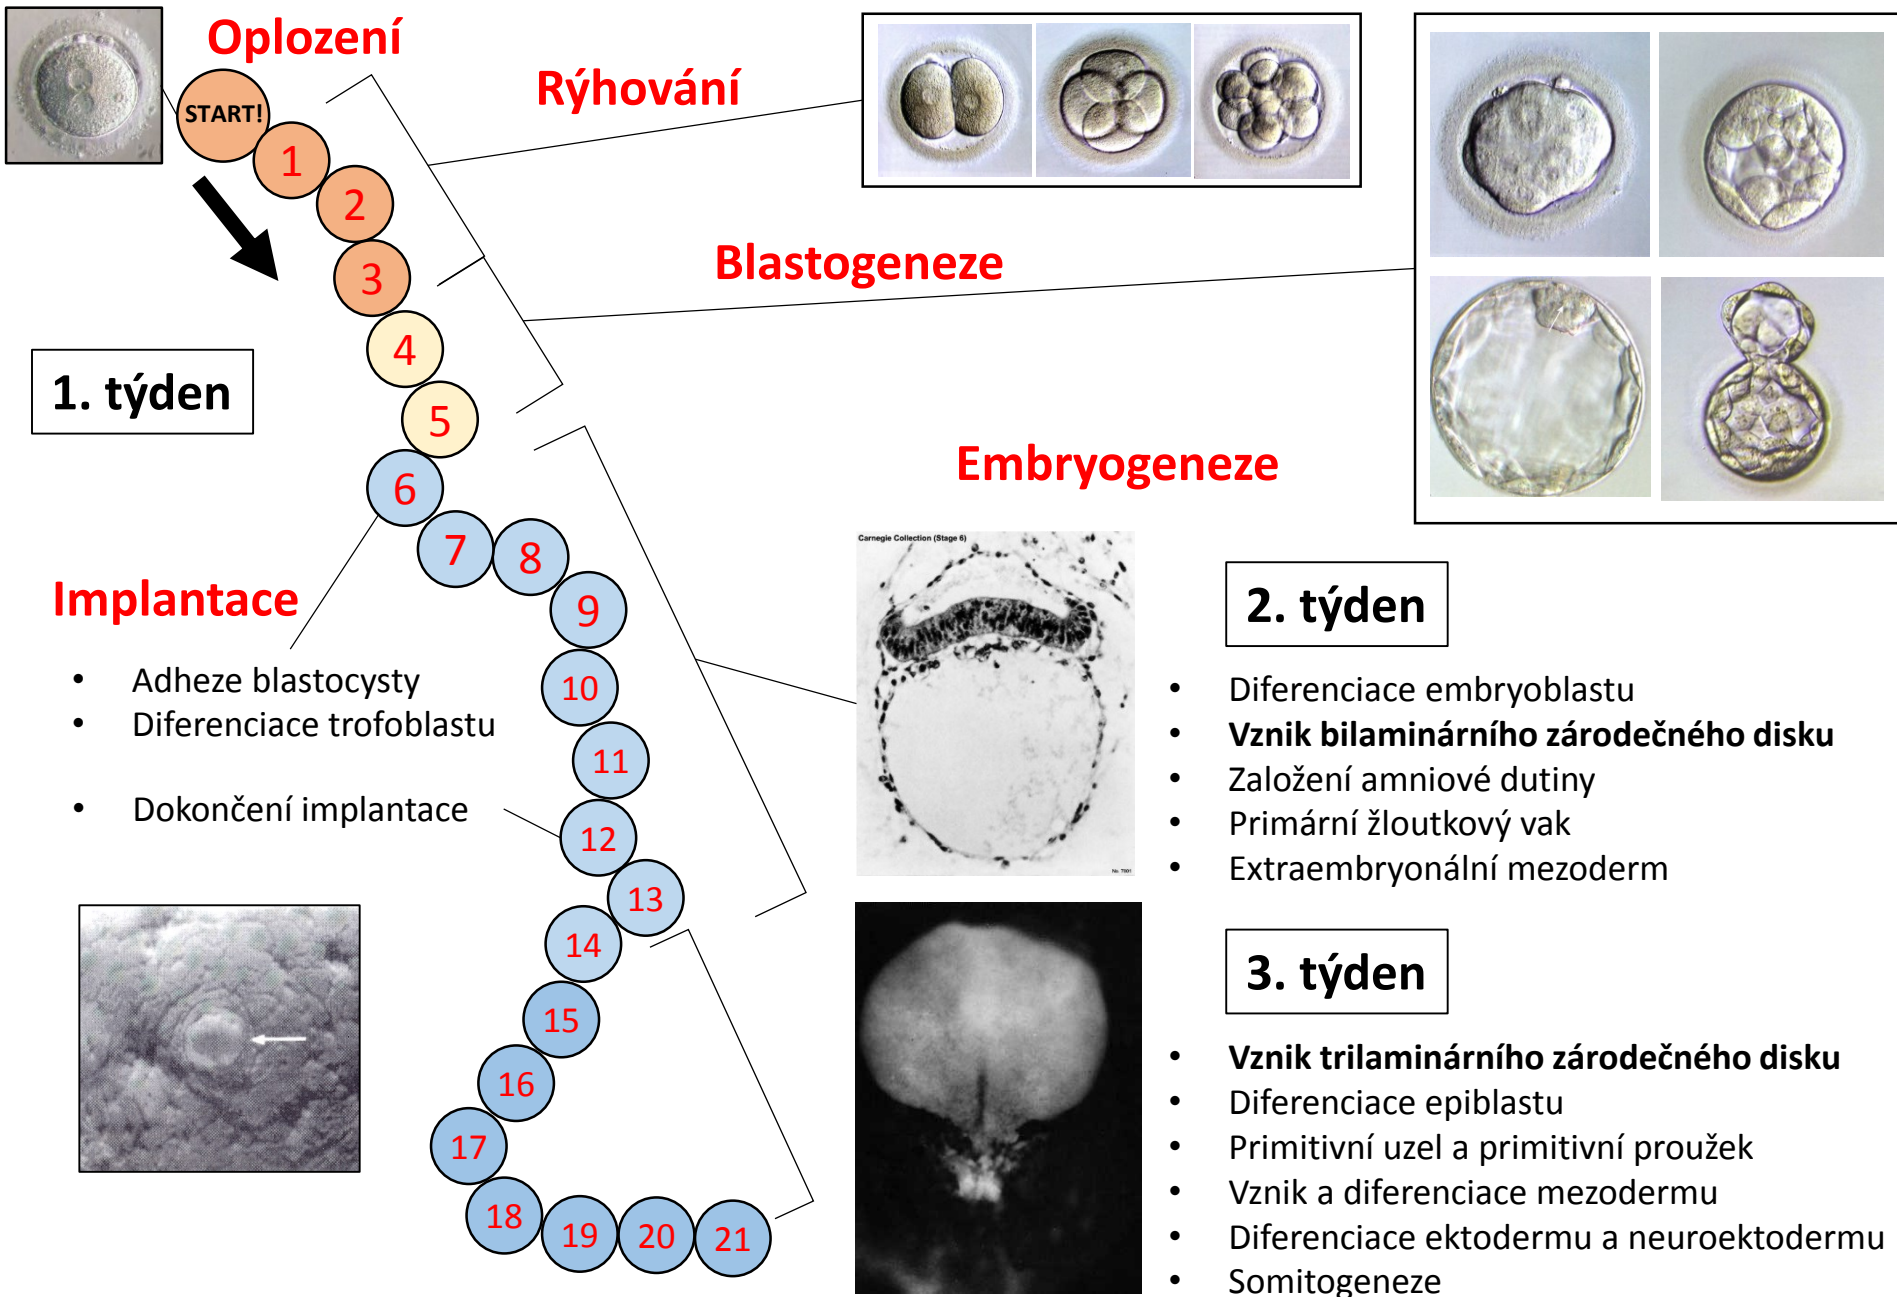 Oplození
START!
1
2
3
4
5
6
7
8
9
10
11
12
13
14
15
16
17
18
19
20
21
Rýhování
Blastogeneze
1. týden
Embryogeneze
Implantace
• Adheze blastocysty
• Diferenciace trofoblastu
• Dokončení implantace
Carnegie Collection (Stage 6)
No. 7801
2. týden
• Diferenciace embryoblastu
• Vznik bilaminárního zárodečného disku
• Založení amniové dutiny
• Primární žloutkový vak
• Extraembryonální mezoderm
3. týden
• Vznik trilaminárního zárodečného disku
• Diferenciace epiblastu
• Primitivní uzel a primitivní proužek
• Vznik a diferenciace mezodermu
• Diferenciace ektodermu a neuroektodermu
• Somitogeneze